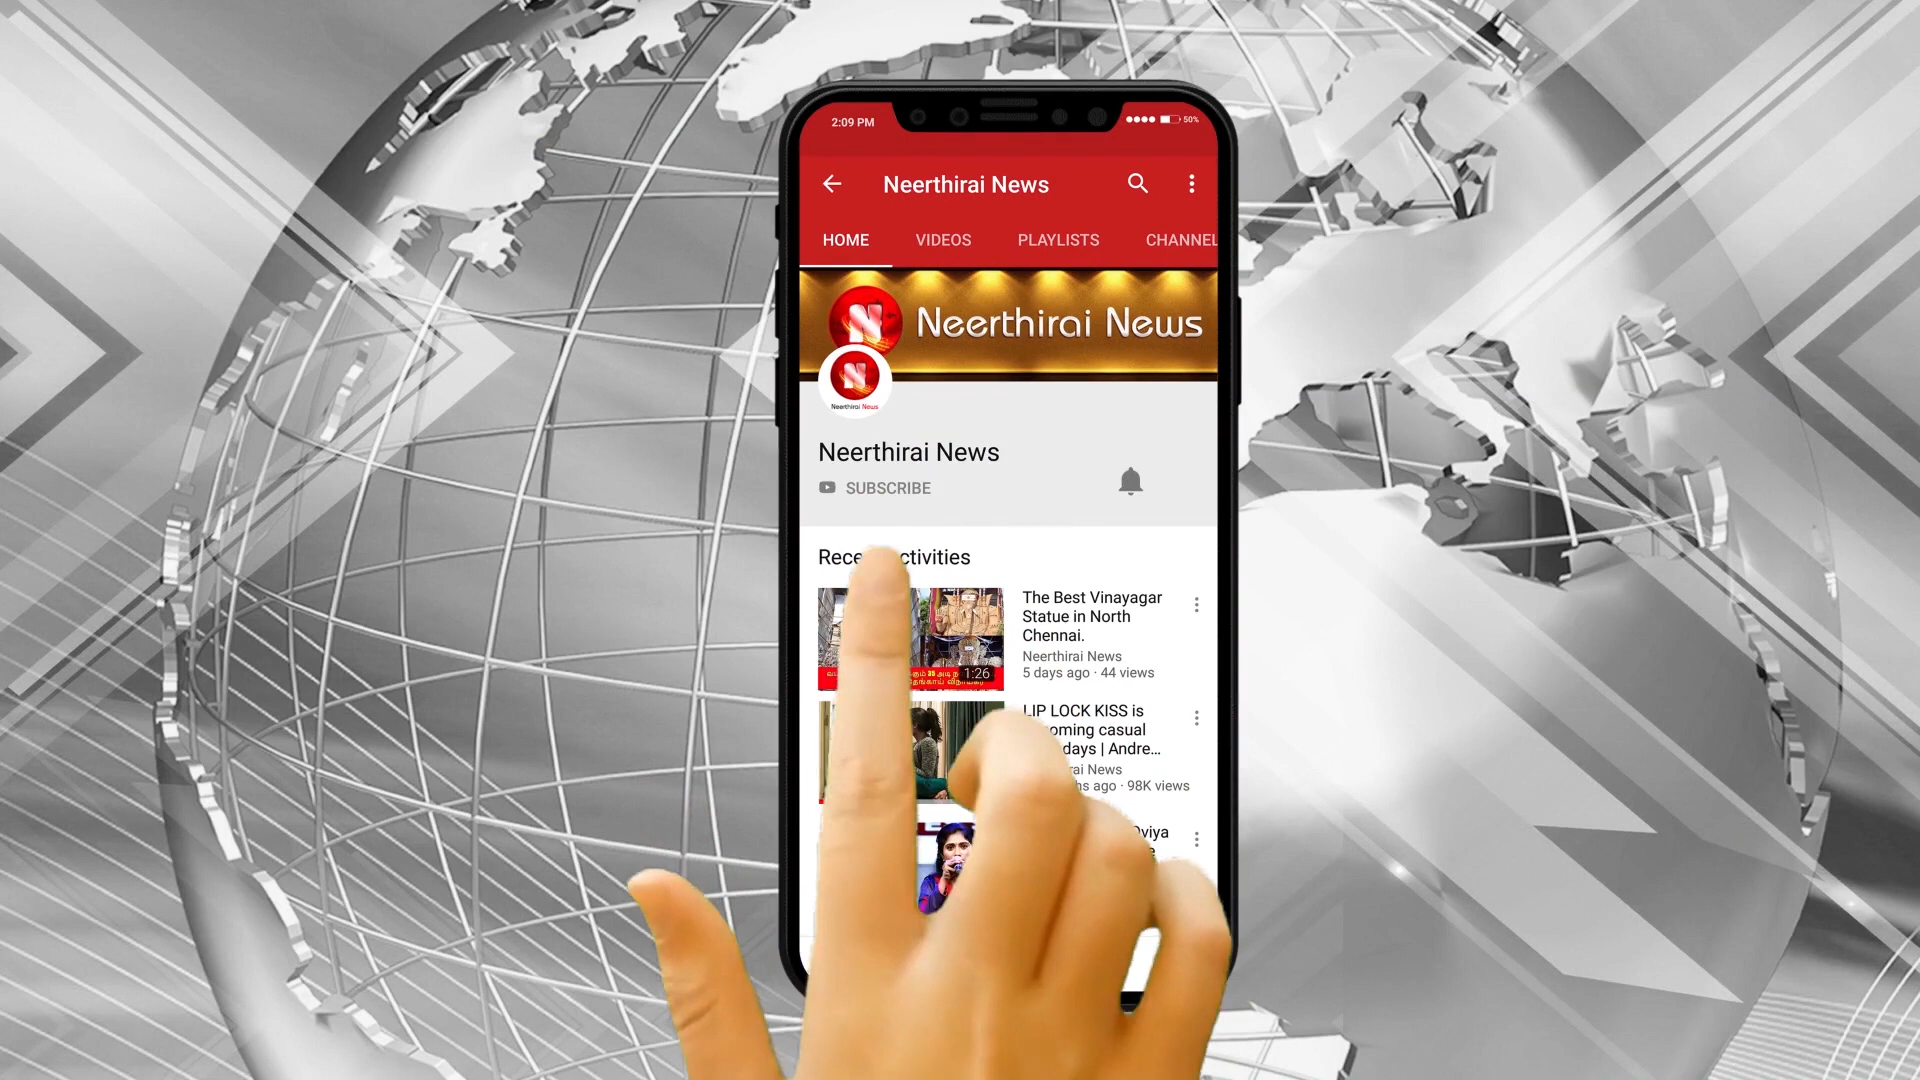 2:09 PM
50%
Neerthirai News
HOME VIDEOS PLAYLISTS CHANNEL
N Neerthirai News
N
Neerthirai News
Neerthirai News
SUBSCRIBE
Rece ctivities
The Best Vinayagar
Statue in North
Chennai.
Neerthirai News
5 days ago · 44 views
1:26
LIP LOCK KISS is
oming casual
days | Andre...
rai News
hs ago · 98K views
Oviya